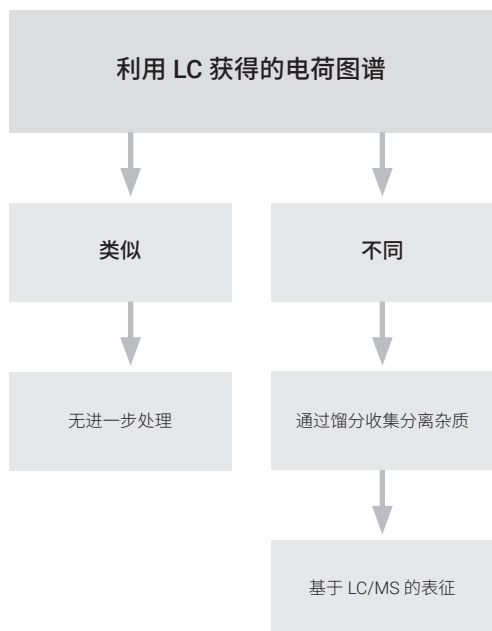 利用 LC 获得的电荷图谱
类似
不同
无进一步处理
通过馏分收集分离杂质
基于 LC/MS 的表征